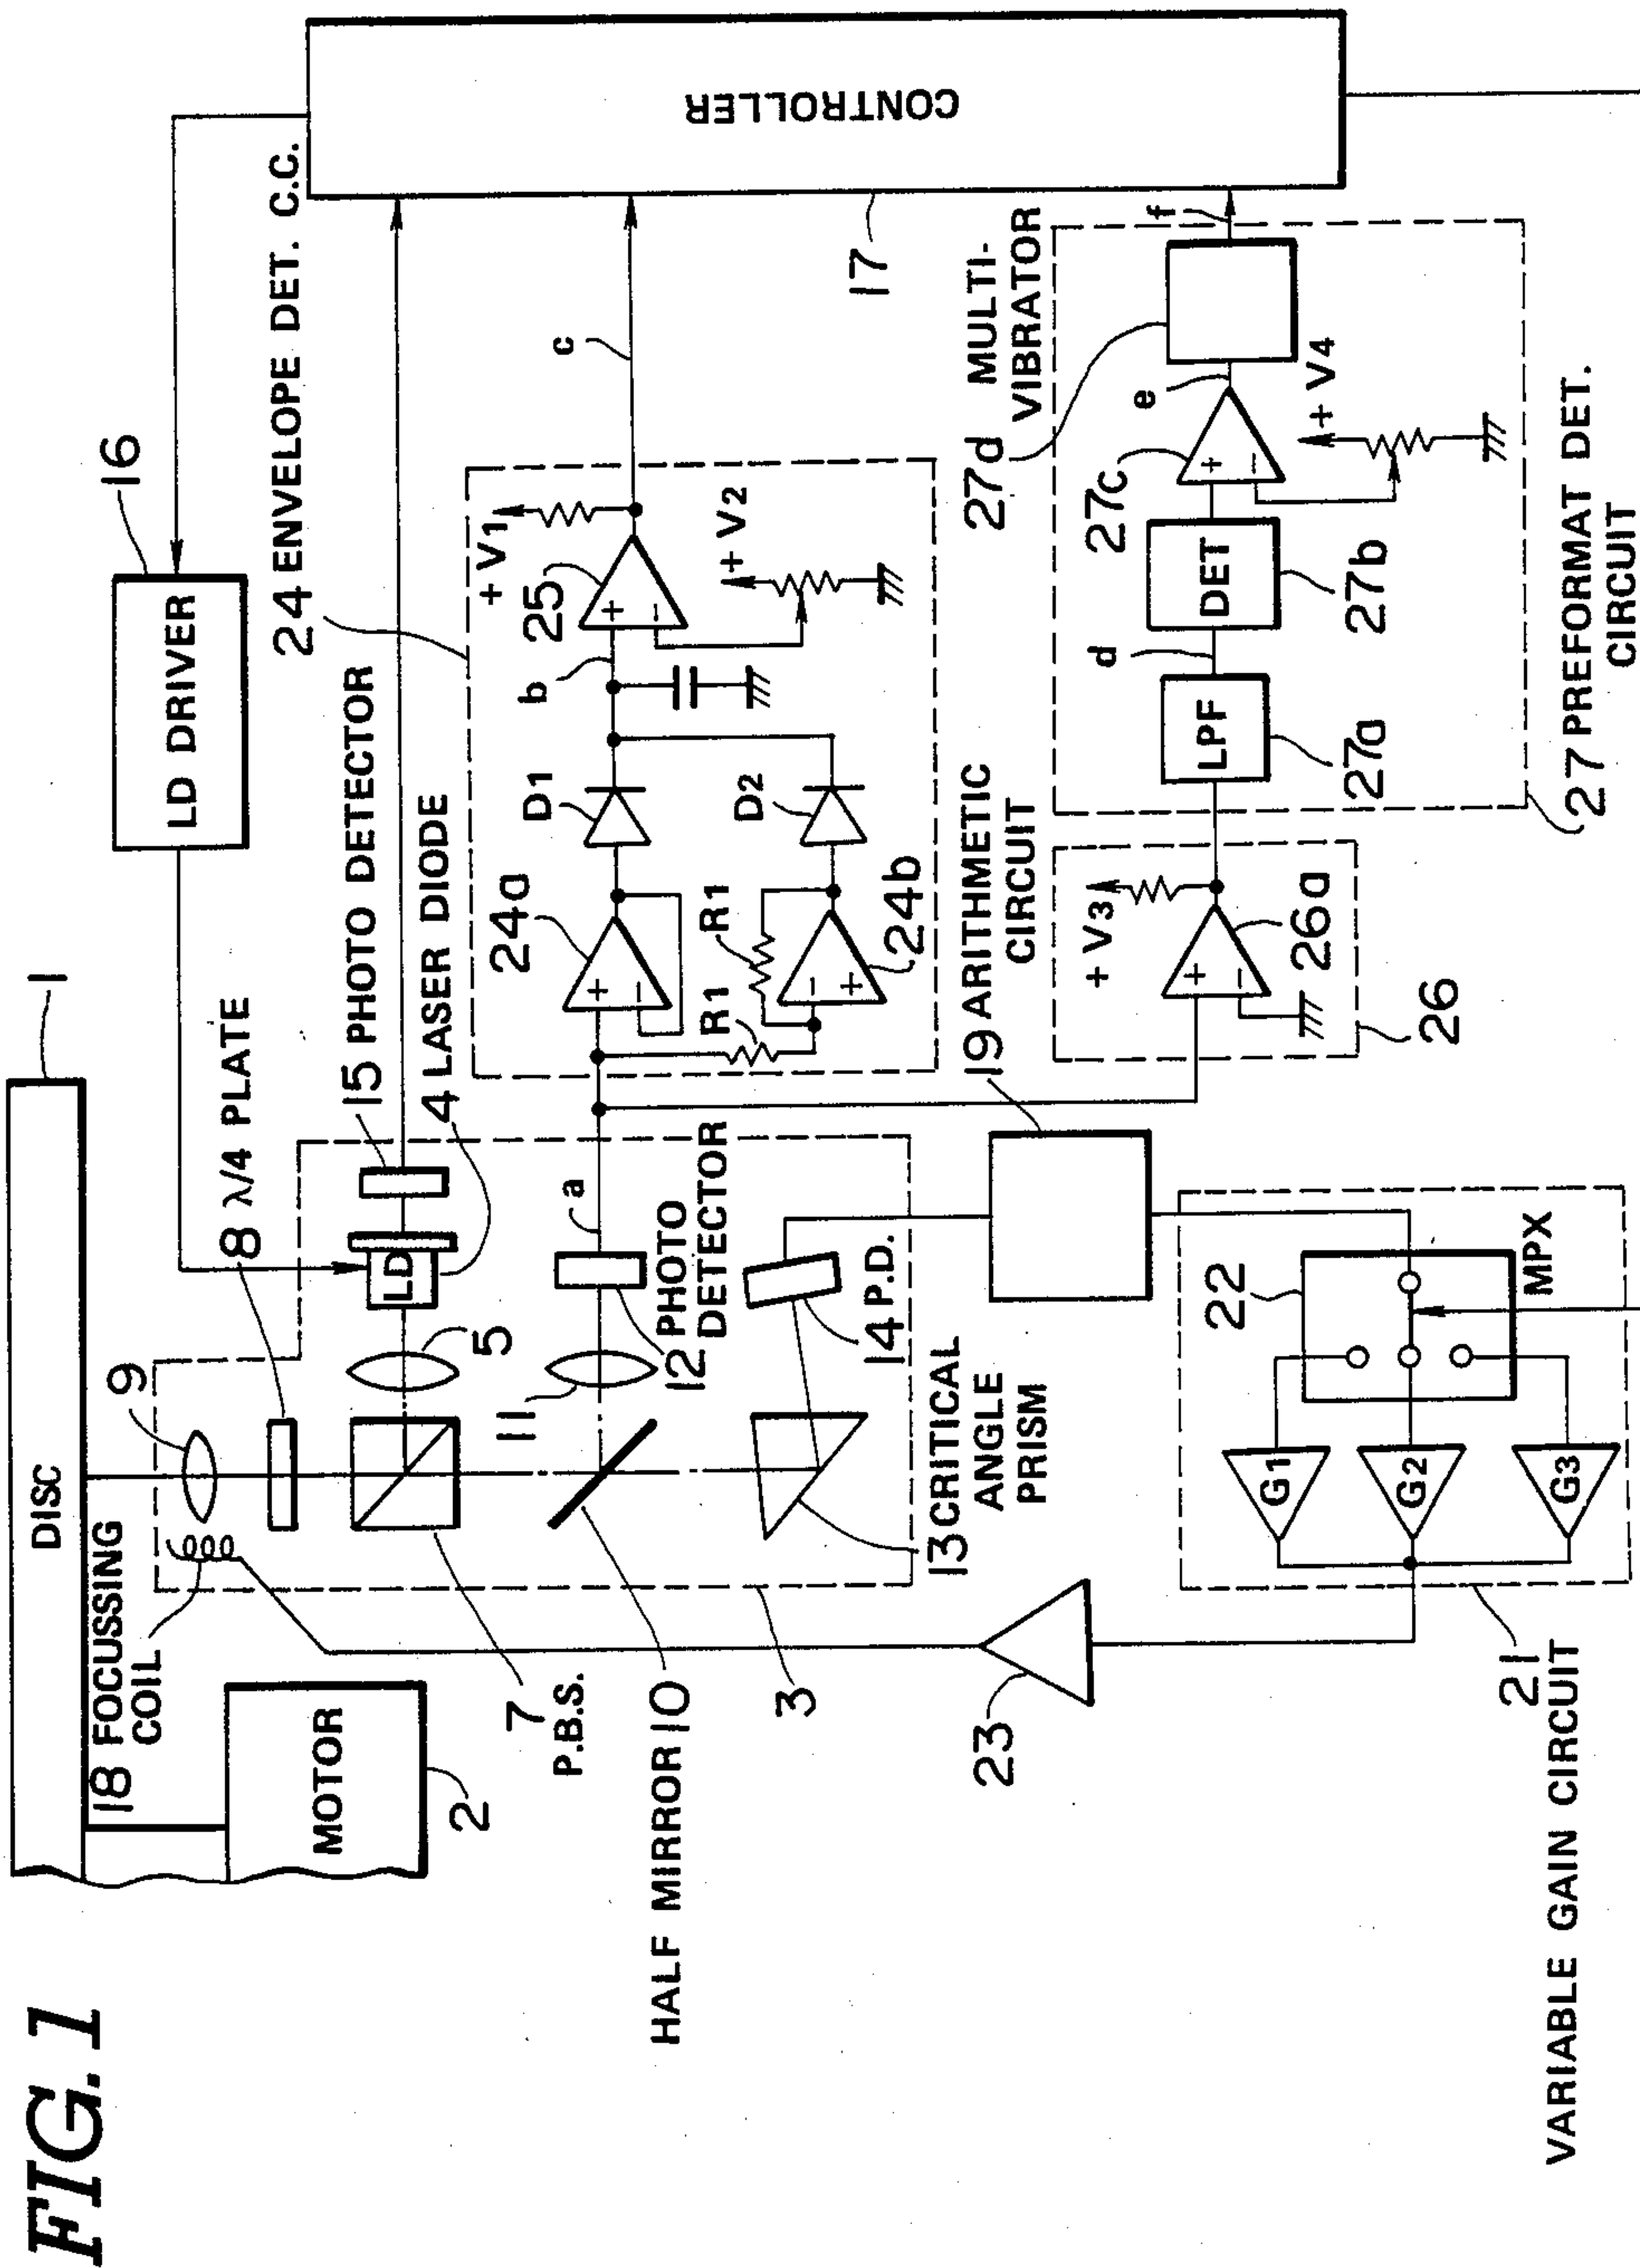 FIG. 1
DISC
1
MOTOR
2
18 FOCUSSING
COIL
9
8 λ/4 PLATE
16
LD DRIVER
15 PHOTO DETECTOR
4 LASER DIODE
LD
5
7
P.B.S.
HALF MIRROR 10
11
12
PHOTO
DETECTOR
a
3
13 CRITICAL
ANGLE
PRISM
14 P.D.
24 ENVELOPE DET. C.C.
24a
24b
R1
R1
D1
D2
b
25
+ V1
+ V2
+
−
+
−
−
+
c
CONTROLLER
17
19 ARITHMETIC
CIRCUIT
26
26a
+ V3
+
−
27 PREFORMAT DET.
CIRCUIT
LPF
27a
d
DET
27b
27c
+
−
+ V4
e
27d
MULTI-
VIBRATOR
f
22
MPX
G1
G2
G3
23
21
VARIABLE GAIN CIRCUIT